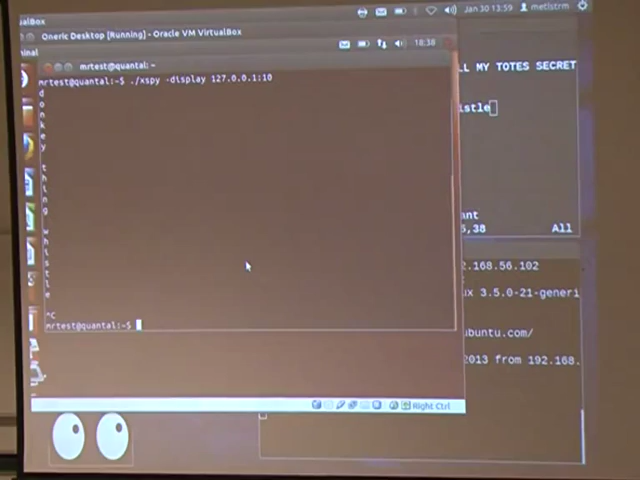 Jan 30 13:59 metistrm
Oneric Desktop [Running] - Oracle VM VirtualBox
18:38
mrtest@quantal: ~
mrtest@quantal:~$ ./xspy -display 127.0.0.1:10
d
o
n
k
e
y
t
h
i
n
g
w
h
i
s
t
l
e
^C
mrtest@quantal:~$
LL MY TOTES SECRET
istle
ant
5,38 All
2.168.56.102
ux 3.5.0-21-generi
ubuntu.com/
2013 from 192.168.
Right Ctrl